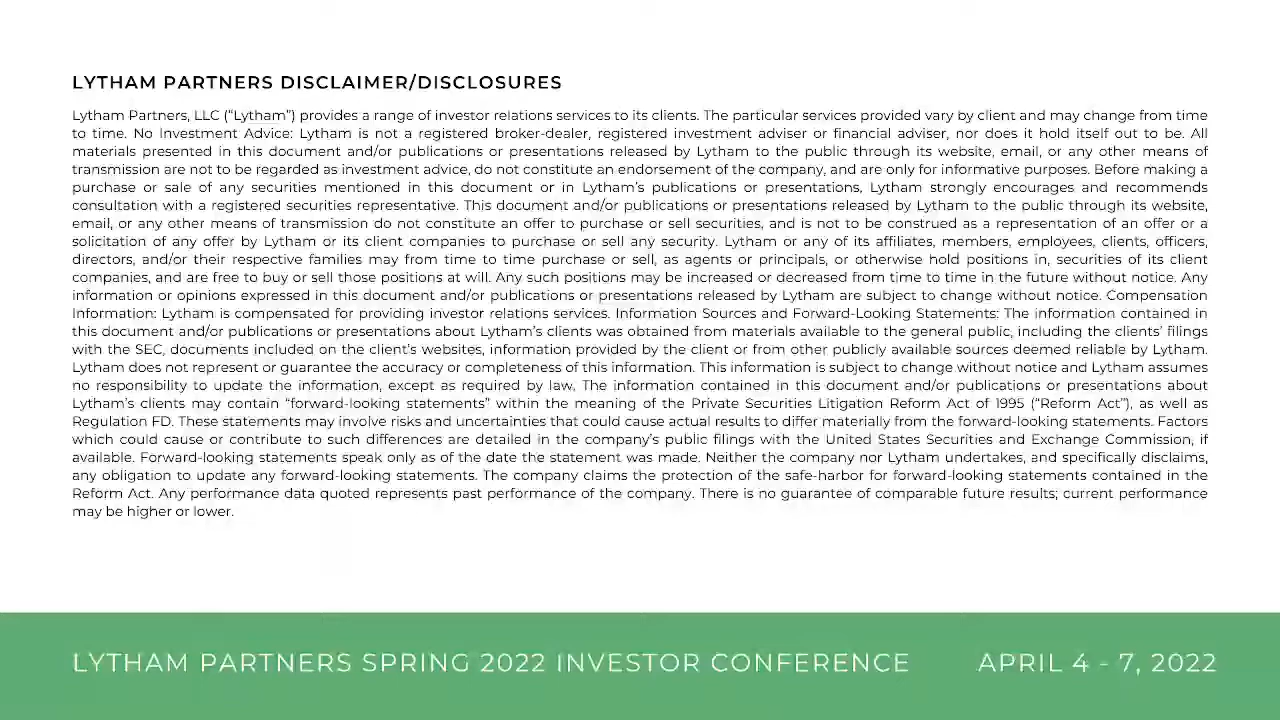 LYTHAM PARTNERS DISCLAIMER/DISCLOSURES
Lytham Partners, LLC (“Lytham”) provides a range of investor relations services to its clients. The particular services provided vary by client and may change from time
to time. No Investment Advice: Lytham is not a registered broker-dealer, registered investment adviser or financial adviser, nor does it hold itself out to be. All
materials presented in this document and/or publications or presentations released by Lytham to the public through its website, email, or any other means of
transmission are not to be regarded as investment advice, do not constitute an endorsement of the company, and are only for informative purposes. Before making a
purchase or sale of any securities mentioned in this document or in Lytham’s publications or presentations, Lytham strongly encourages and recommends
consultation with a registered securities representative. This document and/or publications or presentations released by Lytham to the public through its website,
email, or any other means of transmission do not constitute an offer to purchase or sell securities, and is not to be construed as a representation of an offer or a
solicitation of any offer by Lytham or its client companies to purchase or sell any security. Lytham or any of its affiliates, members, employees, clients, officers,
directors, and/or their respective families may from time to time purchase or sell, as agents or principals, or otherwise hold positions in, securities of its client
companies, and are free to buy or sell those positions at will. Any such positions may be increased or decreased from time to time in the future without notice. Any
information or opinions expressed in this document and/or publications or presentations released by Lytham are subject to change without notice. Compensation
Information: Lytham is compensated for providing investor relations services. Information Sources and Forward-Looking Statements: The information contained in
this document and/or publications or presentations about Lytham’s clients was obtained from materials available to the general public, including the clients’ filings
with the SEC, documents included on the client’s websites, information provided by the client or from other publicly available sources deemed reliable by Lytham.
Lytham does not represent or guarantee the accuracy or completeness of this information. This information is subject to change without notice and Lytham assumes
no responsibility to update the information, except as required by law. The information contained in this document and/or publications or presentations about
Lytham’s clients may contain “forward-looking statements” within the meaning of the Private Securities Litigation Reform Act of 1995 (“Reform Act”), as well as
Regulation FD. These statements may involve risks and uncertainties that could cause actual results to differ materially from the forward-looking statements. Factors
which could cause or contribute to such differences are detailed in the company’s public filings with the United States Securities and Exchange Commission, if
available. Forward-looking statements speak only as of the date the statement was made. Neither the company nor Lytham undertakes, and specifically disclaims,
any obligation to update any forward-looking statements. The company claims the protection of the safe-harbor for forward-looking statements contained in the
Reform Act. Any performance data quoted represents past performance of the company. There is no guarantee of comparable future results; current performance
may be higher or lower.
LYTHAM PARTNERS SPRING 2022 INVESTOR CONFERENCE APRIL 4 - 7, 2022